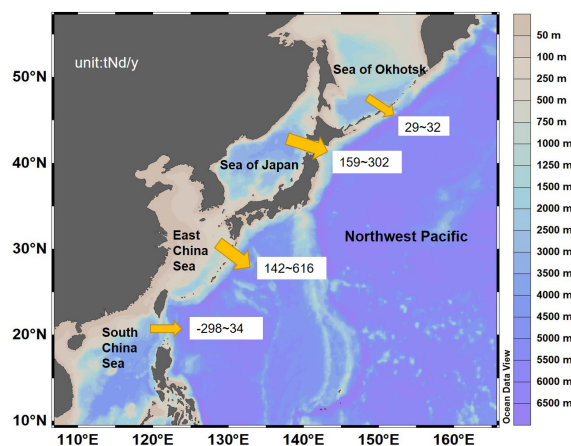 unit:tNd/y
Sea of Okhotsk
29~32
Sea of Japan
159~302
East
China
Sea
Northwest Pacific
142~616
South
China
Sea
-298~34
50°N
40°N
30°N
20°N
10°N
110°E
120°E
130°E
140°E
150°E
160°E
50 m
100 m
250 m
500 m
750 m
1000 m
1500 m
2000 m
2500 m
3000 m
3500 m
4000 m
4500 m
5000 m
5500 m
6000 m
6500 m
Ocean Data View